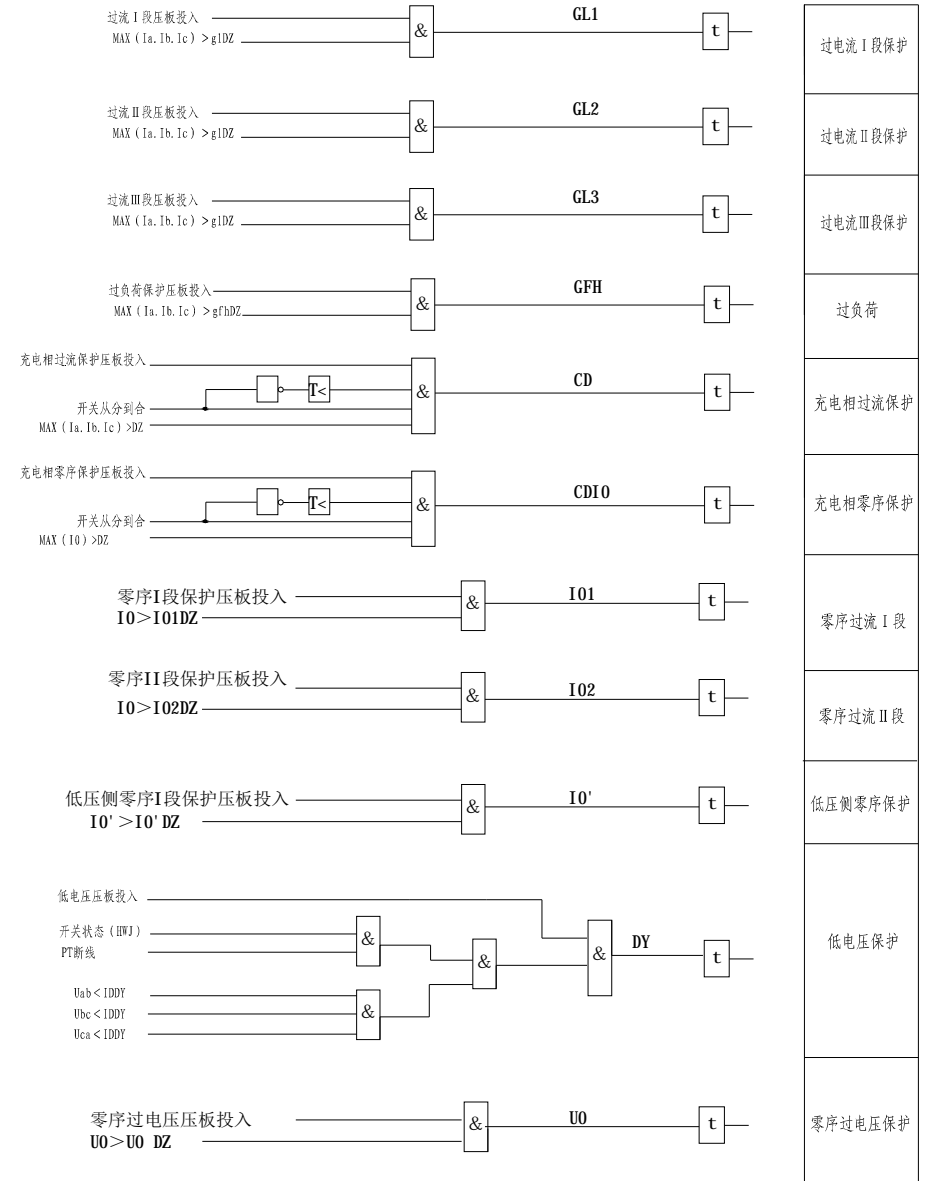 过流Ⅰ段压板投入
MAX(Ia.Ib.Ic)>glDZ
&
GL1
t
过电流Ⅰ段保护
过流Ⅱ段压板投入
MAX(Ia.Ib.Ic)>glDZ
&
GL2
t
过电流Ⅱ段保护
过流Ⅲ段压板投入
MAX(Ia.Ib.Ic)>glDZ
&
GL3
t
过电流Ⅲ段保护
过负荷保护压板投入
MAX(Ia.Ib.Ic)>gfhDZ
&
GFH
t
过负荷
充电相过流保护压板投入
T<
开关从分到合
MAX(Ia.Ib.Ic)>DZ
&
CD
t
充电相过流保护
充电相零序保护压板投入
T<
开关从分到合
MAX(I0)>DZ
&
CDI0
t
充电相零序保护
零序I段保护压板投入
I0>I01DZ
&
I01
t
零序过流Ⅰ段
零序II段保护压板投入
I0>I02DZ
&
I02
t
零序过流Ⅱ段
低压侧零序I段保护压板投入
I0'>I0'DZ
&
I0'
t
低压侧零序保护
低电压压板投入
开关状态(HWJ)
PT断线
&
Uab<IDDY
Ubc<IDDY
Uca<IDDY
&
&
&
DY
t
低电压保护
零序过电压压板投入
U0>U0 DZ
&
U0
t
零序过电压保护